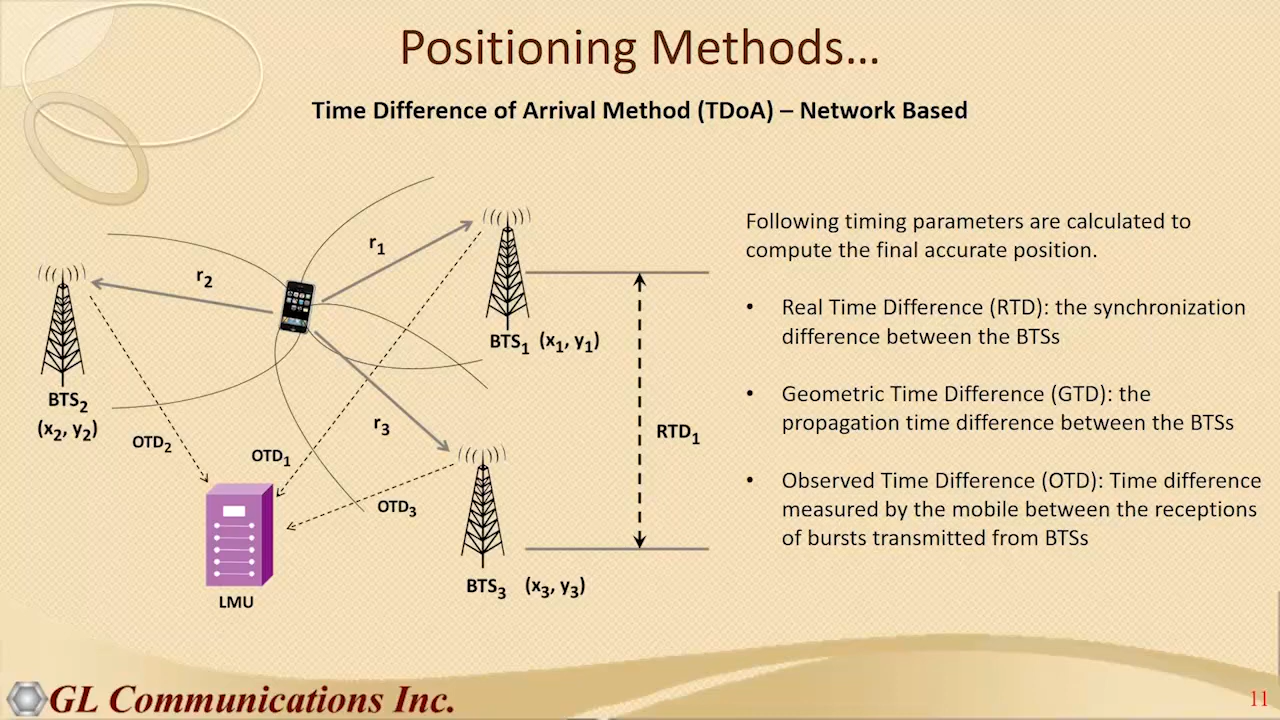 Positioning Methods...
Time Difference of Arrival Method (TDoA) – Network Based
r1
r2
r3
BTS1 (x1, y1)
BTS2
(x2, y2)
OTD2
OTD1
OTD3
RTD1
LMU
BTS3 (x3, y3)
Following timing parameters are calculated to
compute the final accurate position.
• Real Time Difference (RTD): the synchronization
difference between the BTSs
• Geometric Time Difference (GTD): the
propagation time difference between the BTSs
• Observed Time Difference (OTD): Time difference
measured by the mobile between the receptions
of bursts transmitted from BTSs
GL Communications Inc.
11